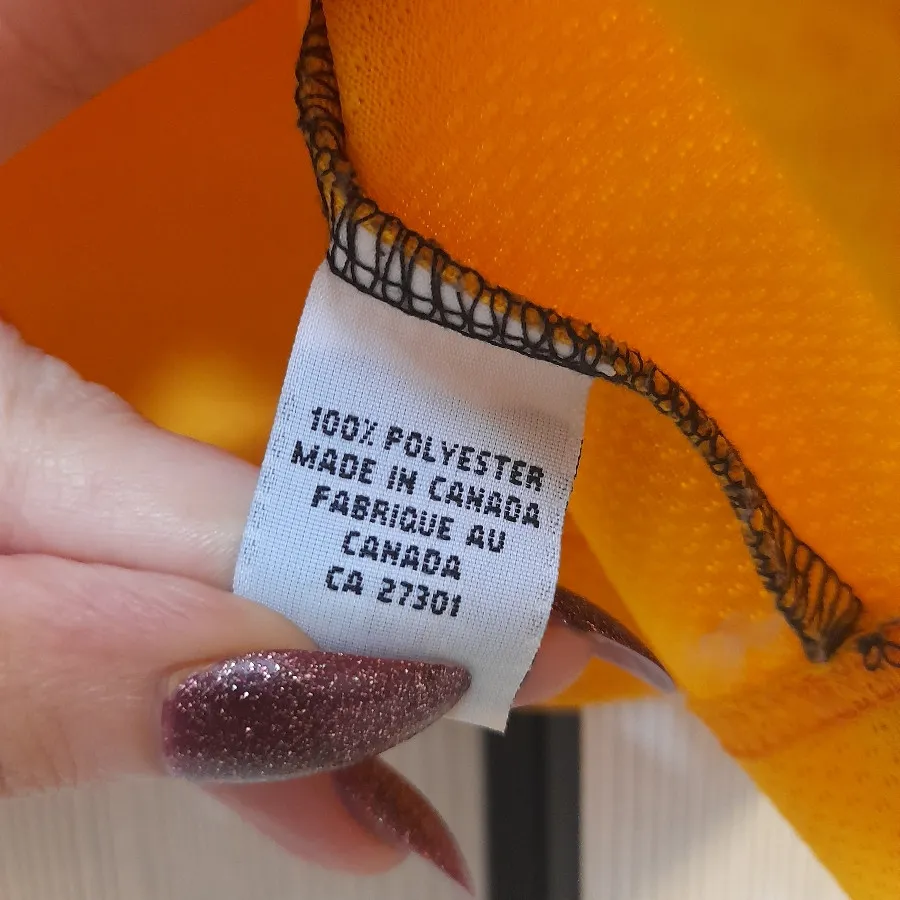 100% POLYESTER
MADE IN CANADA
FABRIQUE AU
CANADA
CA 27301